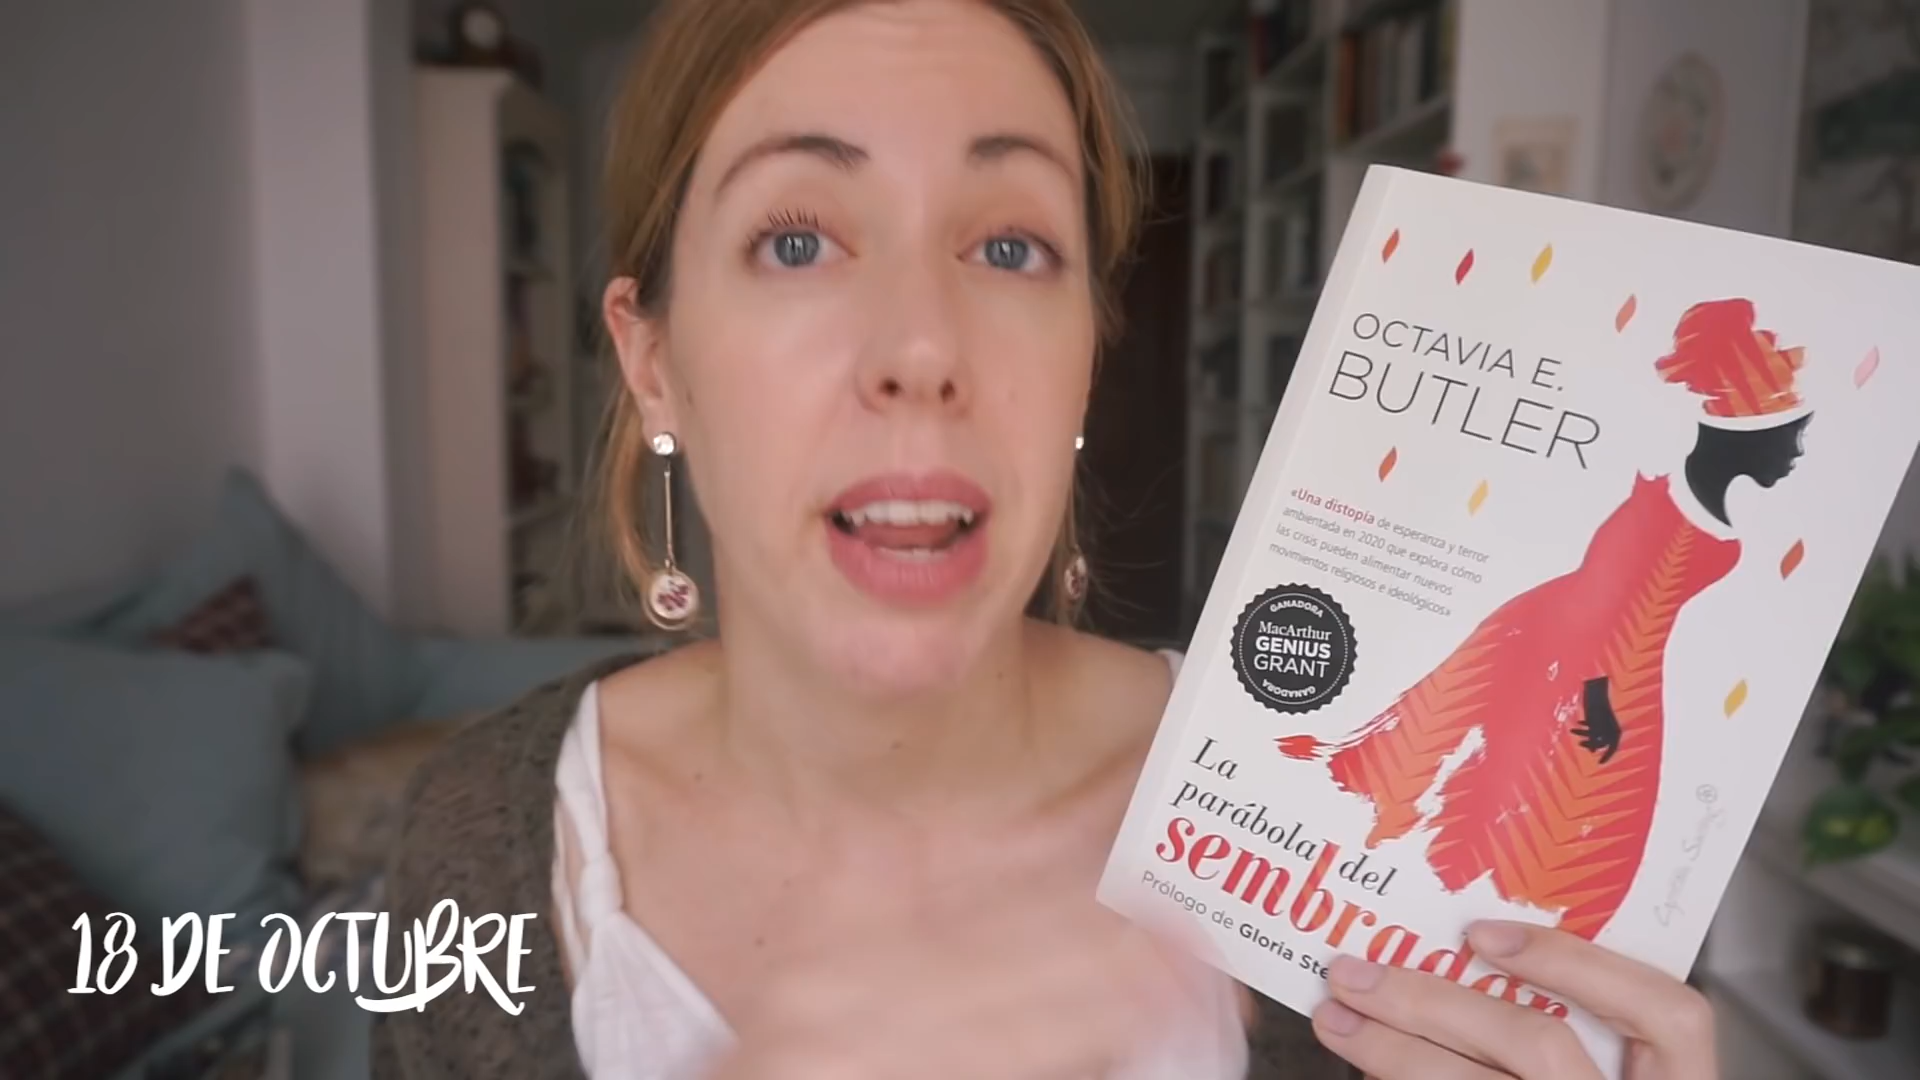 OCTAVIA E.
BUTLER
«Una distopía de esperanza y terror
ambientada en 2020 que explora cómo
las crisis pueden alimentar nuevos
movimientos religiosos e ideológicos»
GANADORA
MacArthur
GENIUS
GRANT
GANADORA
La
parábola del
sembrador
Prólogo de Gloria
18 DE OCTUBRE